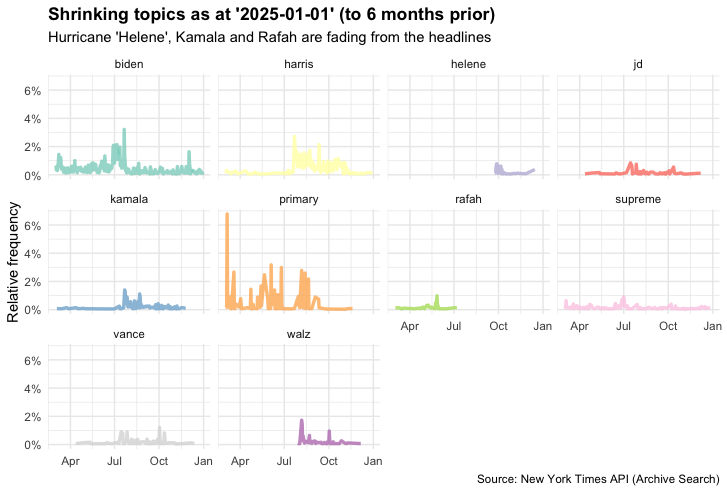 Shrinking topics as at '2025-01-01' (to 6 months prior)
Hurricane 'Helene', Kamala and Rafah are fading from the headlines
biden harris helene jd
6%
4%
2%
0%
kamala primary rafah supreme
6%
4%
2%
0%
Apr Jul Oct Jan Apr Jul Oct Jan
vance walz
6%
4%
2%
0%
Apr Jul Oct Jan Apr Jul Oct Jan
Relative frequency
Source: New York Times API (Archive Search)